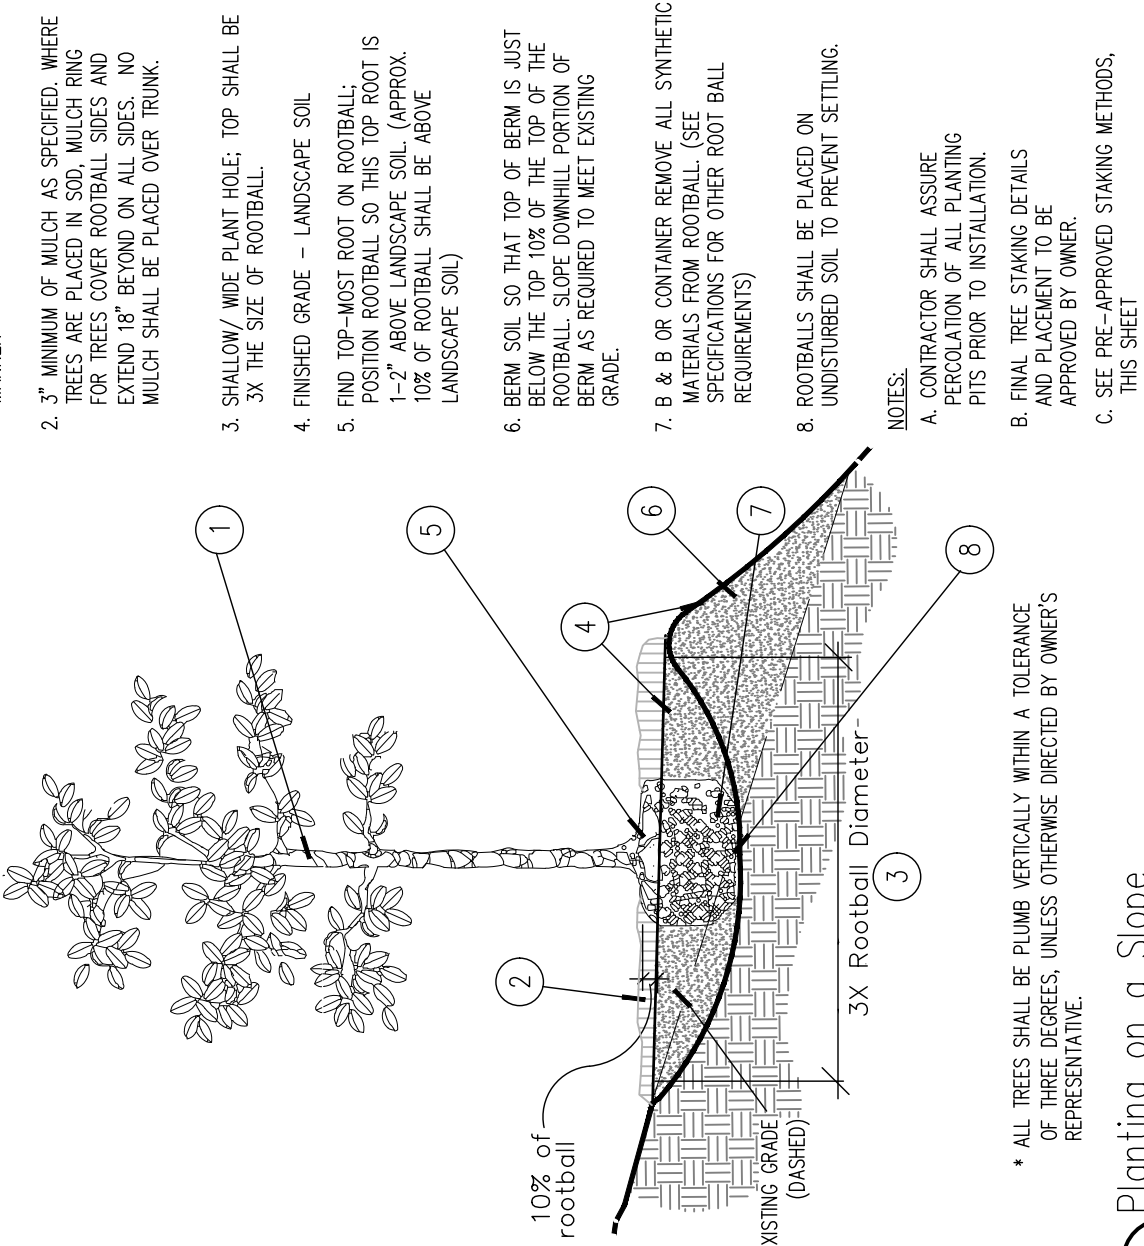 2. 3" MINIMUM OF MULCH AS SPECIFIED. WHERE
TREES ARE PLACED IN SOD, MULCH RING
FOR TREES COVER ROOTBALL SIDES AND
EXTEND 18" BEYOND ON ALL SIDES. NO
MULCH SHALL BE PLACED OVER TRUNK.
3. SHALLOW/ WIDE PLANT HOLE; TOP SHALL BE
3X THE SIZE OF ROOTBALL.
4. FINISHED GRADE – LANDSCAPE SOIL
5. FIND TOP–MOST ROOT ON ROOTBALL;
POSITION ROOTBALL SO THIS TOP ROOT IS
1–2" ABOVE LANDSCAPE SOIL. (APPROX.
10% OF ROOTBALL SHALL BE ABOVE
LANDSCAPE SOIL)
6. BERM SOIL SO THAT TOP OF BERM IS JUST
BELOW THE TOP 10% OF THE TOP OF THE
ROOTBALL. SLOPE DOWNHILL PORTION OF
BERM AS REQUIRED TO MEET EXISTING
GRADE.
7. B & B OR CONTAINER REMOVE ALL SYNTHETIC
MATERIALS FROM ROOTBALL. (SEE
SPECIFICATIONS FOR OTHER ROOT BALL
REQUIREMENTS)
8. ROOTBALLS SHALL BE PLACED ON
UNDISTURBED SOIL TO PREVENT SETTLING.
NOTES:
A. CONTRACTOR SHALL ASSURE
PERCOLATION OF ALL PLANTING
PITS PRIOR TO INSTALLATION.
B. FINAL TREE STAKING DETAILS
AND PLACEMENT TO BE
APPROVED BY OWNER.
C. SEE PRE–APPROVED STAKING METHODS,
THIS SHEET
1
5
4
6
7
8
2
3
10% of
rootball
XISTING GRADE
(DASHED)
3X Rootball Diameter-
* ALL TREES SHALL BE PLUMB VERTICALLY WITHIN A TOLERANCE
OF THREE DEGREES, UNLESS OTHERWISE DIRECTED BY OWNER'S
REPRESENTATIVE.
Planting on a Slope